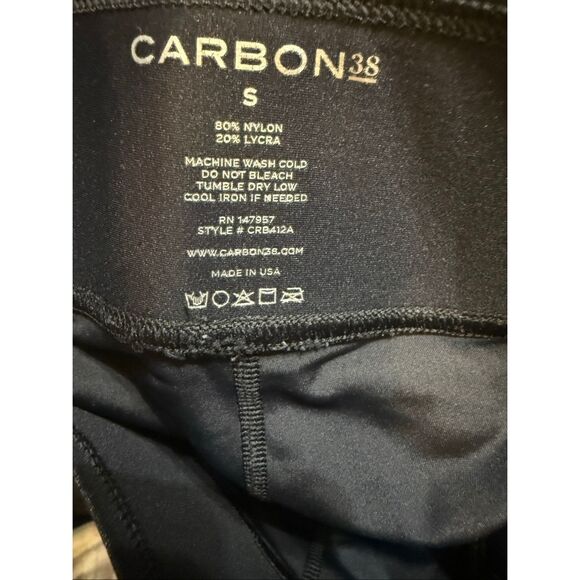 CARBON38
S
80% NYLON
20% LYCRA
MACHINE WASH COLD
DO NOT BLEACH
TUMBLE DRY LOW
COOL IRON IF NEEDED
RN 147957
STYLE # CRB412A
WWW.CARBON38.COM
MADE IN USA